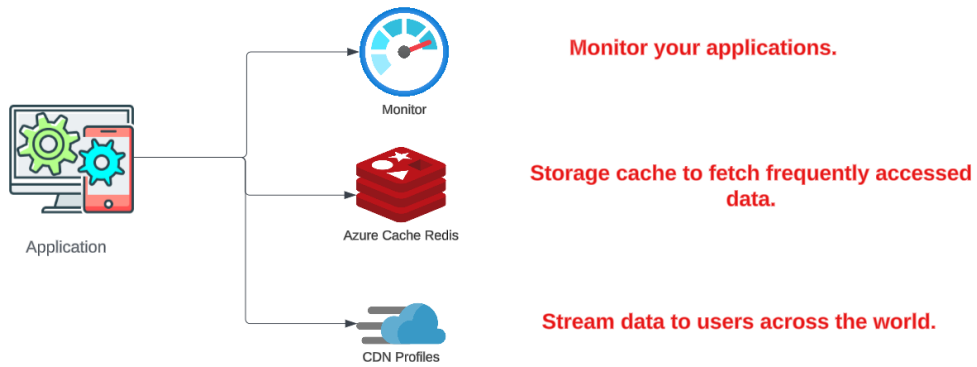 Monitor your applications.
Monitor
Storage cache to fetch frequently accessed
data.
Azure Cache Redis
Application
Stream data to users across the world.
CDN Profiles